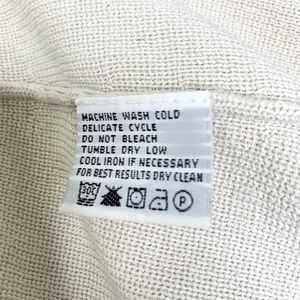 MACHINE WASH COLD
DELICATE CYCLE
DO NOT BLEACH
TUMBLE DRY LOW
COOL IRON IF NECESSARY
FOR BEST RESULTS DRY CLEAN
30C P